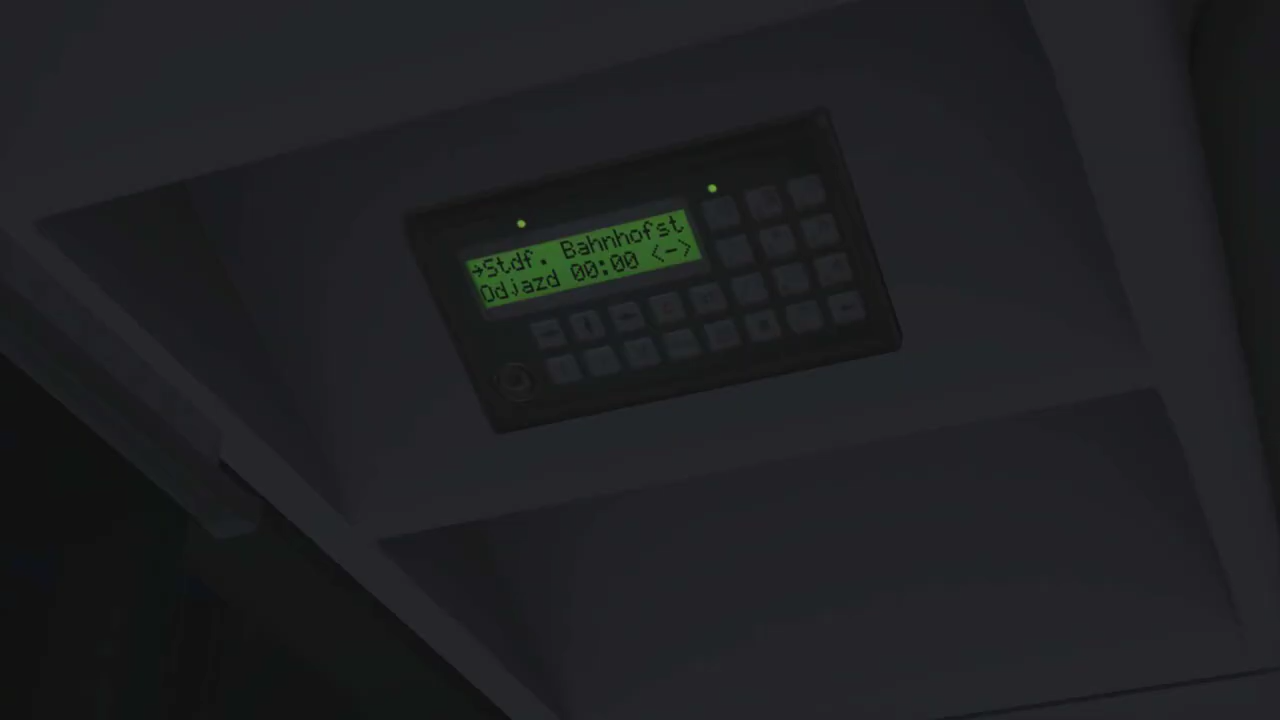 →Stdf. Bahnhofst
Odjazd 00:00 <->